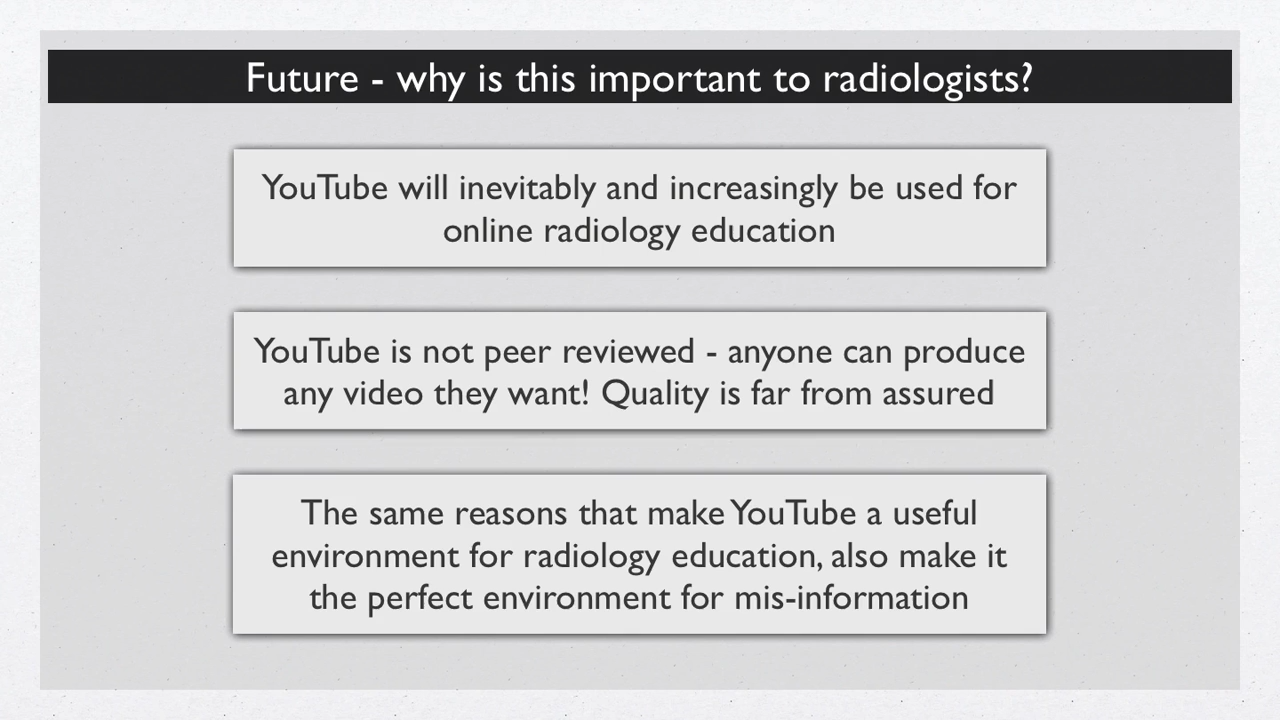 Future - why is this important to radiologists?
YouTube will inevitably and increasingly be used for
online radiology education
YouTube is not peer reviewed - anyone can produce
any video they want! Quality is far from assured
The same reasons that make YouTube a useful
environment for radiology education, also make it
the perfect environment for mis-information